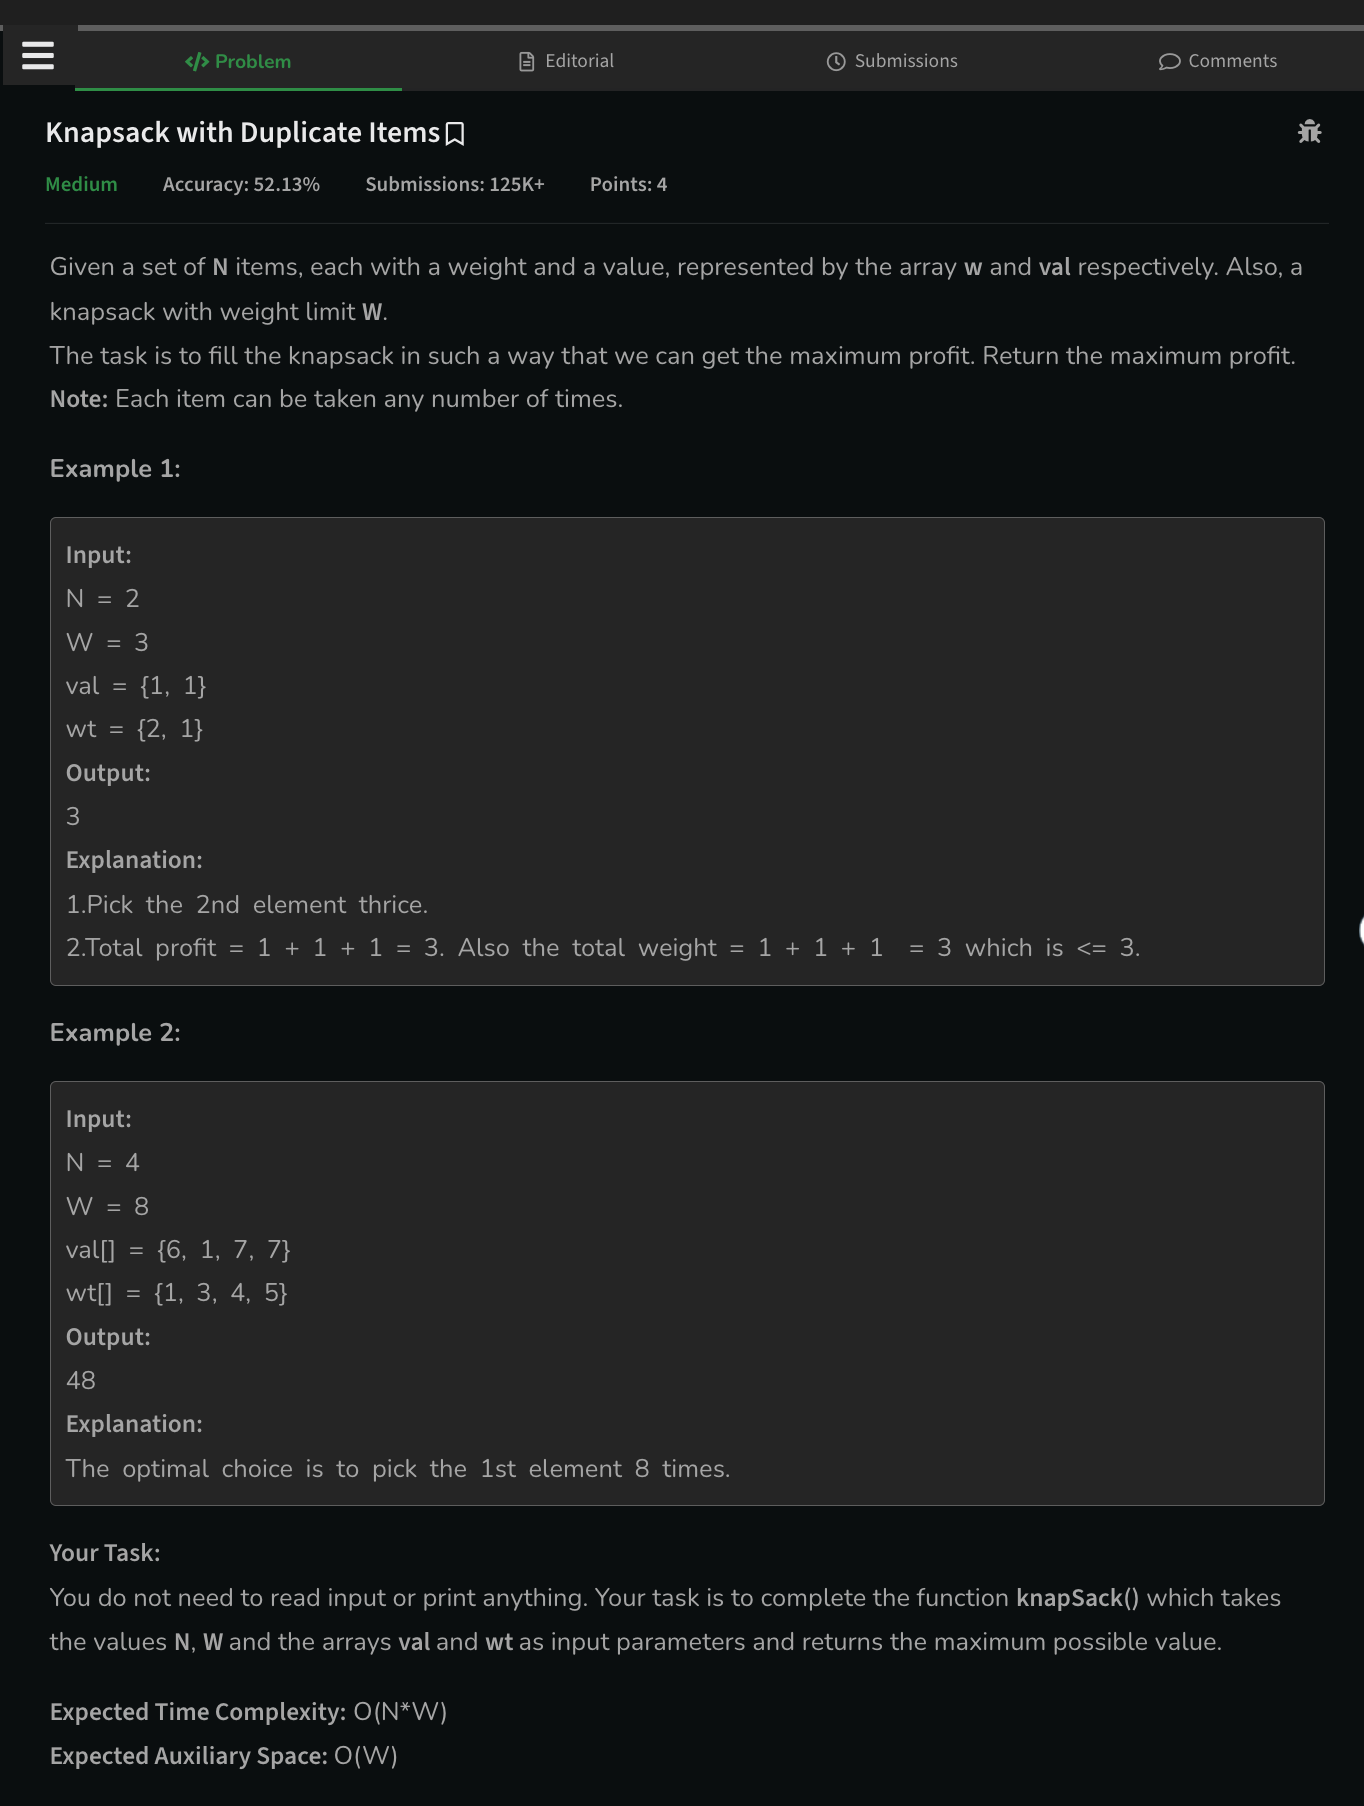 Problem
Editorial
Submissions
Comments
Knapsack with Duplicate Items
Medium Accuracy: 52.13% Submissions: 125K+ Points: 4
Given a set of N items, each with a weight and a value, represented by the array w and val respectively. Also, a
knapsack with weight limit W.
The task is to fill the knapsack in such a way that we can get the maximum profit. Return the maximum profit.
Note: Each item can be taken any number of times.
Example 1:
Input:
N = 2
W = 3
val = {1, 1}
wt = {2, 1}
Output:
3
Explanation:
1.Pick the 2nd element thrice.
2.Total profit = 1 + 1 + 1 = 3. Also the total weight = 1 + 1 + 1 = 3 which is <= 3.
Example 2:
Input:
N = 4
W = 8
val[] = {6, 1, 7, 7}
wt[] = {1, 3, 4, 5}
Output:
48
Explanation:
The optimal choice is to pick the 1st element 8 times.
Your Task:
You do not need to read input or print anything. Your task is to complete the function knapSack() which takes
the values N, W and the arrays val and wt as input parameters and returns the maximum possible value.
Expected Time Complexity: O(N*W)
Expected Auxiliary Space: O(W)